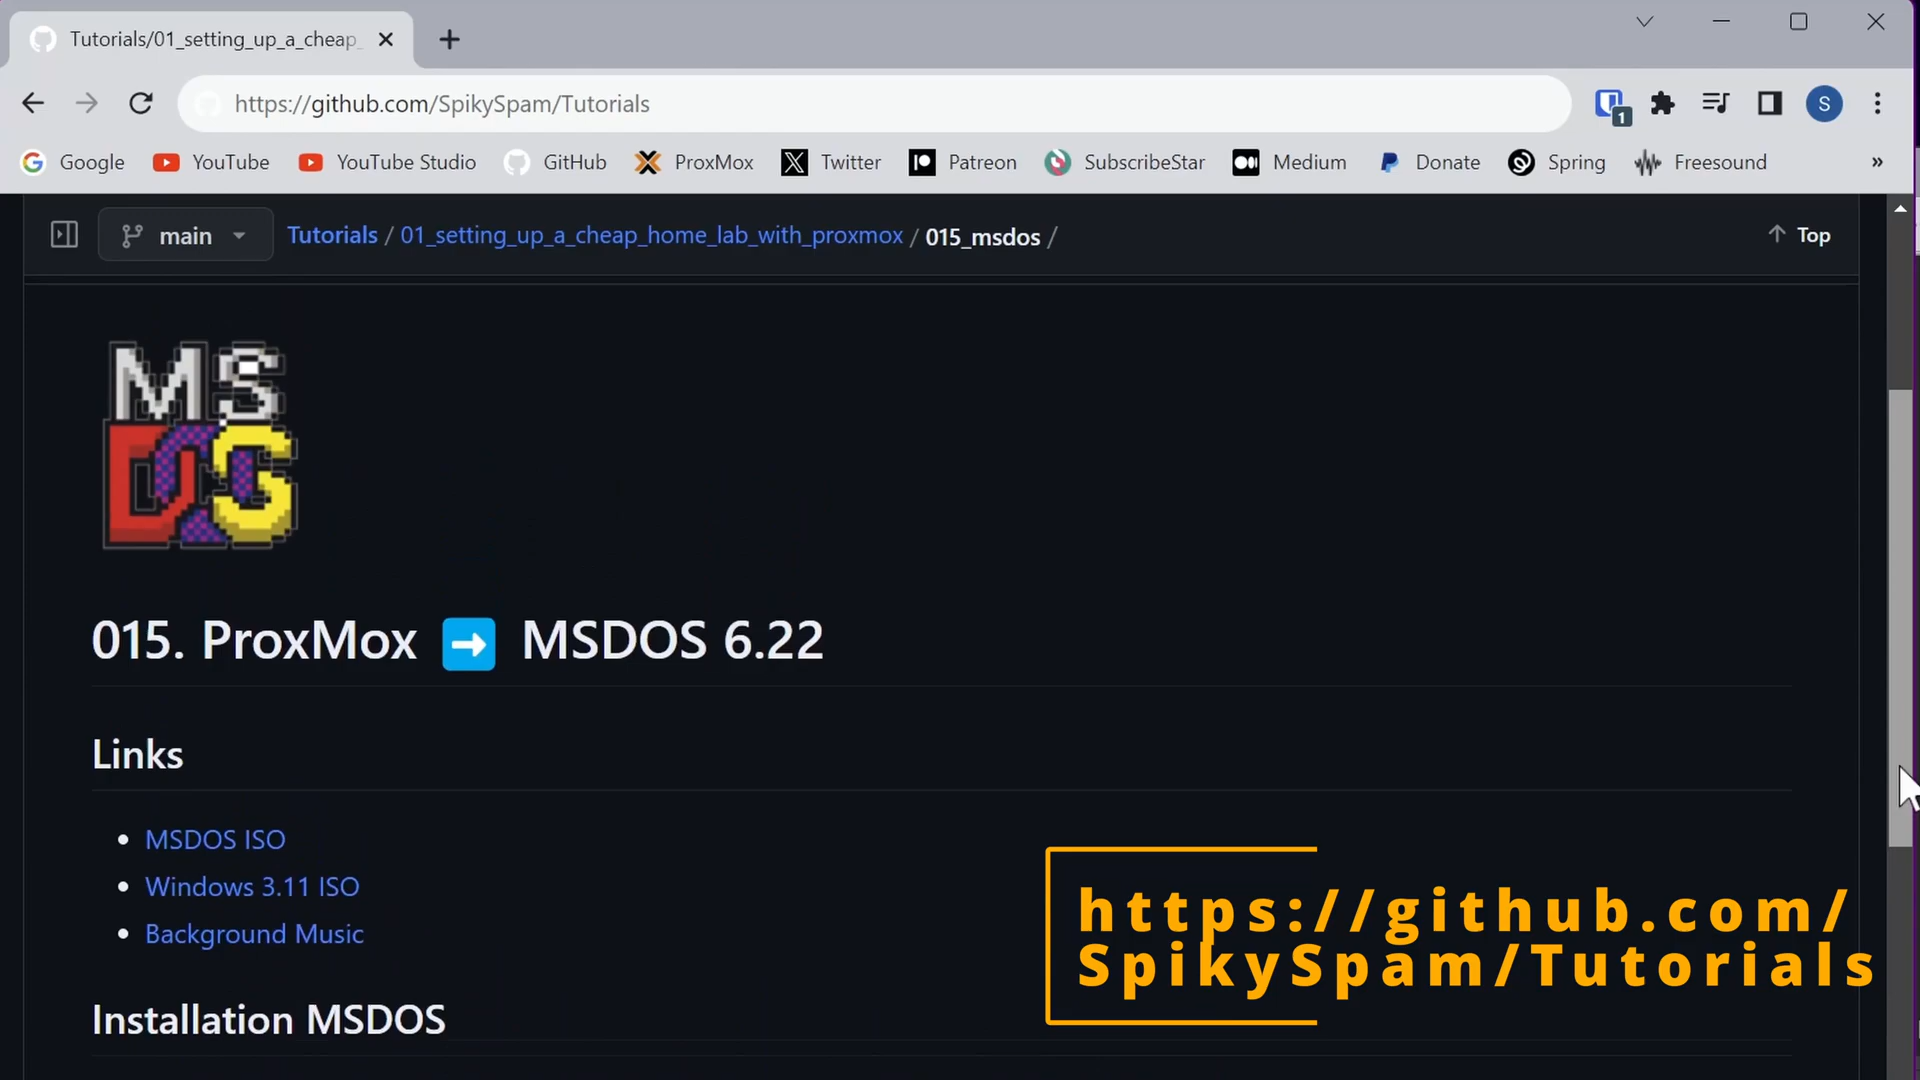 Tutorials/01_setting_up_a_cheap_
https://github.com/SpikySpam/Tutorials
S
1
Google
YouTube
YouTube Studio
GitHub
ProxMox
Twitter
Patreon
SubscribeStar
Medium
Donate
Spring
Freesound
»
main
Tutorials / 01_setting_up_a_cheap_home_lab_with_proxmox / 015_msdos /
Top
MS
DOS
015. ProxMox ➡ MSDOS 6.22
Links
• MSDOS ISO
• Windows 3.11 ISO
• Background Music
https://github.com/
SpikySpam/Tutorials
Installation MSDOS